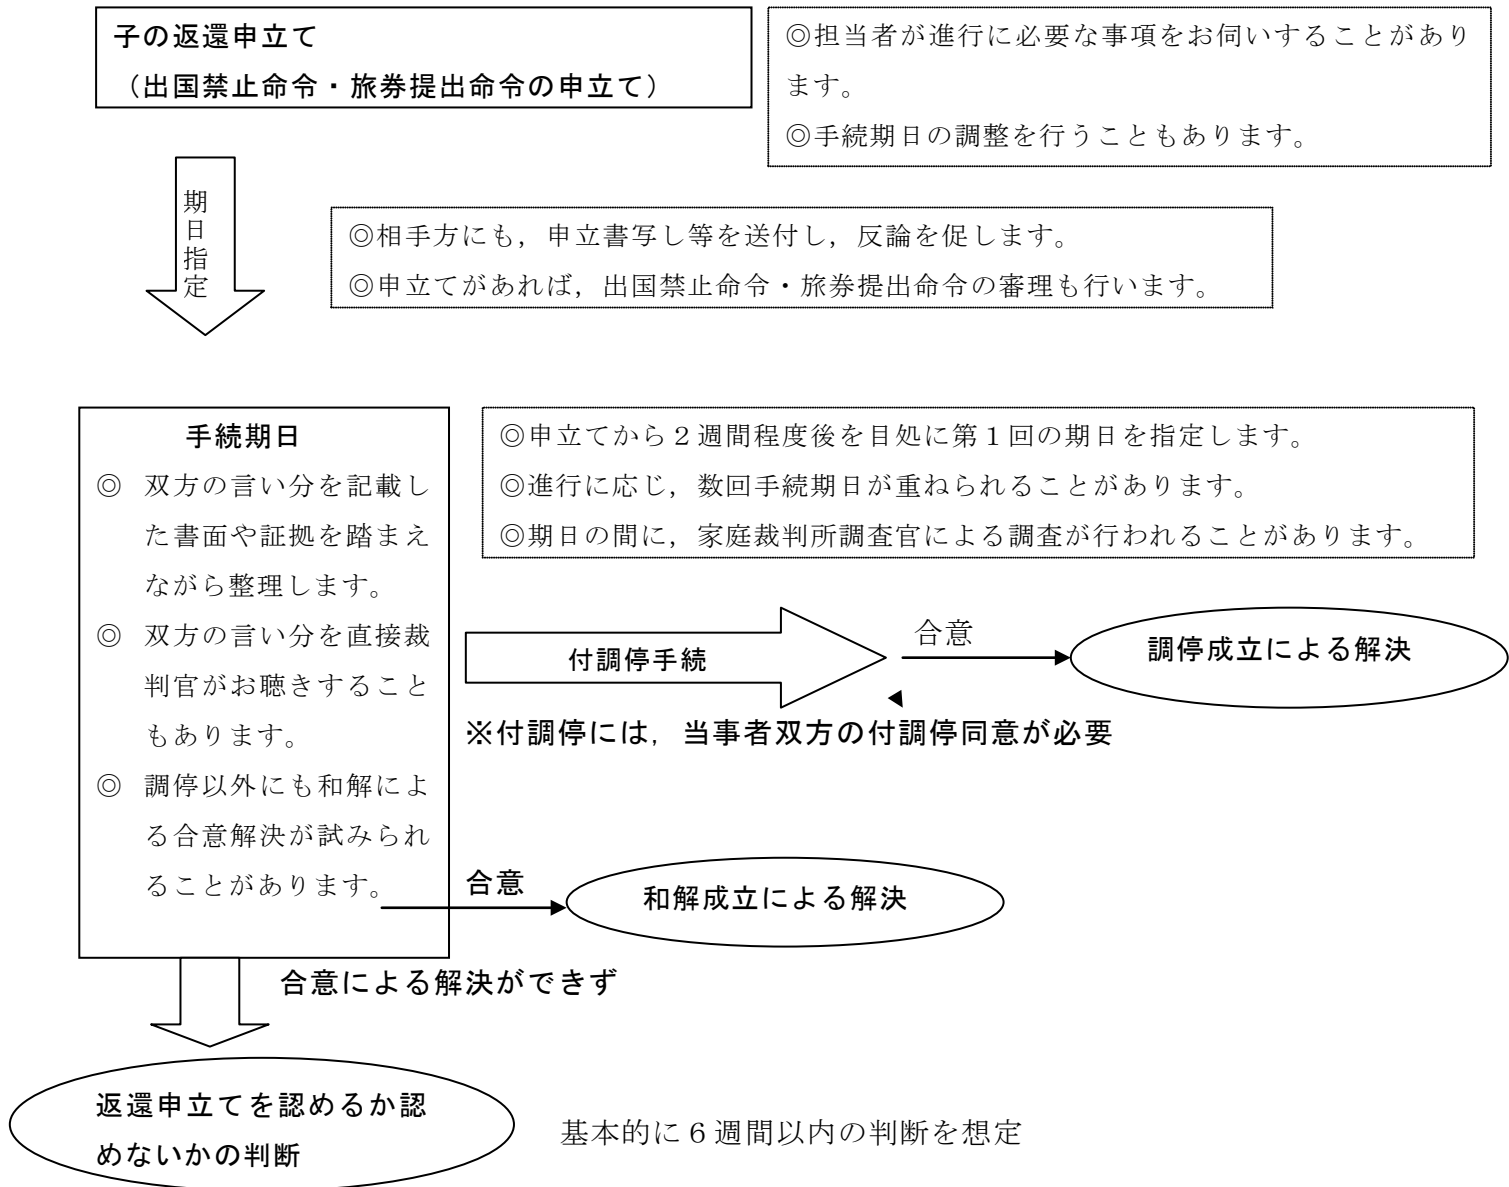 子の返還申立て
（出国禁止命令・旅券提出命令の申立て）
◎担当者が進行に必要な事項をお伺いすることがあり
ます。
◎手続期日の調整を行うこともあります。
期日指定
◎相手方にも，申立書写し等を送付し，反論を促します。
◎申立てがあれば，出国禁止命令・旅券提出命令の審理も行います。
手続期日
◎ 双方の言い分を記載し
た書面や証拠を踏まえ
ながら整理します。
◎ 双方の言い分を直接裁
判官がお聴きすること
もあります。
◎ 調停以外にも和解によ
る合意解決が試みられ
ることがあります。
◎申立てから２週間程度後を目処に第１回の期日を指定します。
◎進行に応じ，数回手続期日が重ねられることがあります。
◎期日の間に，家庭裁判所調査官による調査が行われることがあります。
付調停手続
合意
調停成立による解決
※付調停には，当事者双方の付調停同意が必要
合意
和解成立による解決
合意による解決ができず
返還申立てを認めるか認
めないかの判断
基本的に６週間以内の判断を想定